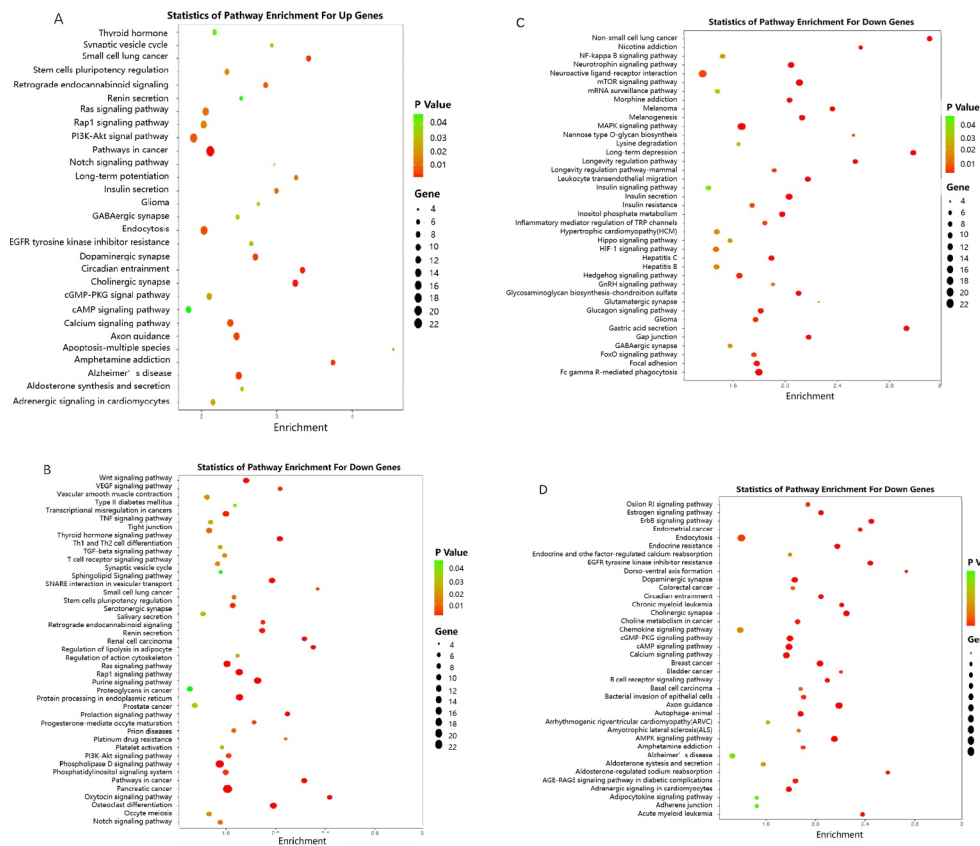 A
Statistics of Pathway Enrichment For Up Genes
Thyroid hormone
Synaptic vesicle cycle
Small cell lung cancer
Stem cells pluripotency regulation
Retrograde endocannabinoid signaling
Renin secretion
Ras signaling pathway
Rap1 signaling pathway
PI3K-Akt signal pathway
Pathways in cancer
Notch signaling pathway
Long-term potentiation
Insulin secretion
Glioma
GABAergic synapse
Endocytosis
EGFR tyrosine kinase inhibitor resistance
Dopaminergic synapse
Circadian entrainment
Cholinergic synapse
cGMP-PKG signal pathway
cAMP signaling pathway
Calcium signaling pathway
Axon guidance
Apoptosis-multiple species
Amphetamine addiction
Alzheimer's disease
Aldosterone synthesis and secretion
Adrenergic signaling in cardiomyocytes
2 3 4
Enrichment
P Value
0.04
0.03
0.02
0.01
Gene
4
6
8
10
12
14
16
18
20
22
C
Statistics of Pathway Enrichment For Down Genes
Non-small cell lung cancer
Nicotine addiction
NF-kappa B signaling pathway
Neurotrophin signaling pathway
Neuroactive ligand-receptor interaction
mTOR signaling pathway
mRNA surveillance pathway
Morphine addiction
Melanoma
Melanogenesis
MAPK signaling pathway
Nannose type O-glycan biosynthesis
Lysine degradation
Long-term depression
Longevity regulation pathway
Longevity regulation pathway-mammal
Leukocyte transendothelial migration
Insulin signaling pathway
Insulin secretion
Insulin resistance
Inositol phosphate metabolism
Inflammatory mediator regulation of TRP channels
Hypertrophic cardiomyopathy(HCM)
Hippo signaling pathway
HIF-1 signaling pathway
Hepatitis C
Hepatitis B
Hedgehog signaling pathway
GnRH signaling pathway
Glycosaminoglycan biosynthesis-chondroition sulfate
Glutamatergic synapse
Glucagon signaling pathway
Glioma
Gastric acid secretion
Gap junction
GABAergic synapse
FoxO signaling pathway
Focal adhesion
Fc gamma R-mediated phagocytosis
1.6 2.0 2.4 2.8 3
Enrichment
P Value
0.04
0.03
0.02
0.01
Gene
4
6
8
10
12
14
16
18
20
22
B
Statistics of Pathway Enrichment For Down Genes
Wnt signaling pathway
VEGF signaling pathway
Vascular smooth muscle contraction
Type II diabetes mellitus
Transcriptional misregulation in cancers
TNF signaling pathway
Tight junction
Thyroid hormone signaling pathway
Th1 and Th2 cell differentiation
TGF-beta signaling pathway
T cell receptor signaling pathway
Synaptic vesicle cycle
Sphingolipid Signaling pathway
SNARE interaction in vesicular transport
Small cell lung cancer
Stem cells pluripotency regulation
Serotonergic synapse
Salivary secretion
Retrograde endocannabinoid signaling
Renin secretion
Renal cell carcinoma
Regulation of lipolysis in adipocyte
Regulation of action cytoskeleton
Ras signaling pathway
Rap1 signaling pathway
Purine signaling pathway
Proteoglycans in cancer
Protein processing in endoplasmic reticum
Prostate cancer
Prolaction signaling pathway
Progesterone-mediate oocyte maturation
Prion diseases
Platinum drug resistance
Platelet activation
PI3K-Akt signaling pathway
Phospholipase D signaling pathway
Phosphatidylinositol signaling system
Pathways in cancer
Pancreatic cancer
Oxytocin signaling pathway
Osteoclast differentiation
Oocyte meiosis
Notch signaling pathway
1.6 2.0 2.4 2.8 3
Enrichment
P Value
0.04
0.03
0.02
0.01
Gene
4
6
8
10
12
14
16
18
20
22
D
Statistics of Pathway Enrichment For Down Genes
Osilon RI signaling pathway
Estrogen signaling pathway
ErbB signaling pathway
Endometrial cancer
Endocytosis
Endocrine resistance
Endocrine and othe factor-regulated calcium reabsorption
EGFR tyrosine kinase inhibitor resistance
Dorso-ventral axis formation
Dopaminergic synapse
Colorectal cancer
Circadian entrainment
Chronic myeloid leukemia
Cholinergic synapse
Choline metabolism in cancer
Chemokine signaling pathway
cGMP-PKG signaling pathway
cAMP signaling pathway
Calcium signaling pathway
Breast cancer
Bladder cancer
B cell receptor signaling pathway
Basal cell carcinoma
Bacterial invasion of epithelial cells
Axon guidance
Autophage-animal
Arrhythmogenic rigventricular cardiomyopathy(ARVC)
Amyotrophic lateral sclerosis(ALS)
AMPK signaling pathway
Amphetamine addiction
Alzheimer's disease
Aldosterone systesis and secretion
Aldosterone-regulated sodium reabsorption
AGE-RAGE signaling pathway in diabetic complications
Adrenergic signaling in cardiomyocytes
Adipocytokine signaling pathway
Adherens junction
Acute myeloid leukemia
1.6 2.0 2.4 2.8 3
Enrichment
P V
Ge